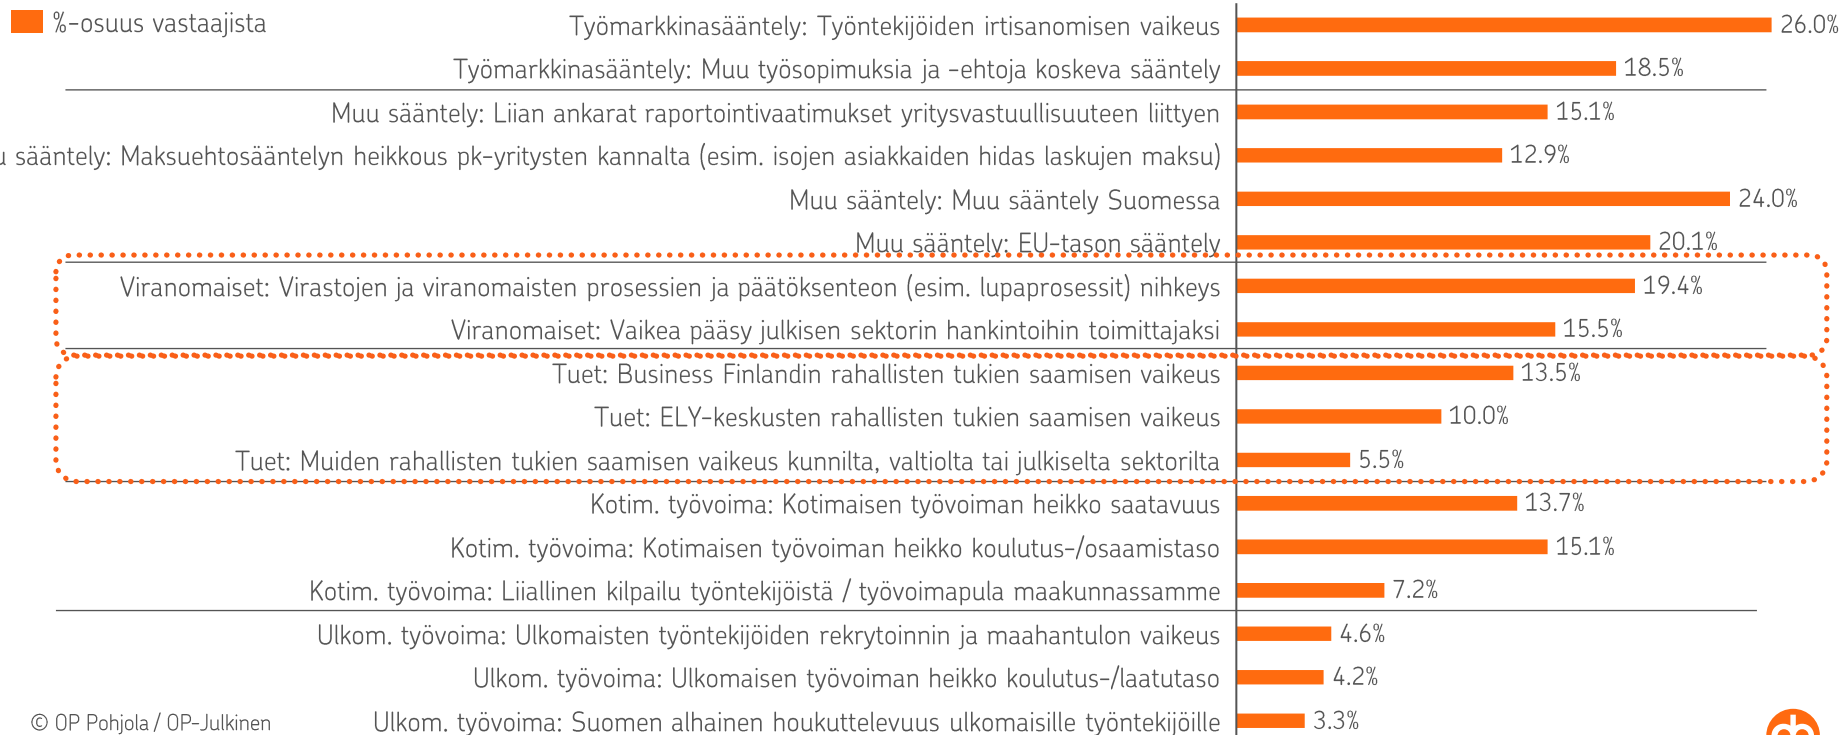 %-osuus vastaajista
Työmarkkinasääntely: Työntekijöiden irtisanomisen vaikeus 26.0%
Työmarkkinasääntely: Muu työsopimuksia ja -ehtoja koskeva sääntely 18.5%
Muu sääntely: Liian ankarat raportointivaatimukset yritysvastuullisuuteen liittyen 15.1%
u sääntely: Maksuehtosääntelyn heikkous pk-yritysten kannalta (esim. isojen asiakkaiden hidas laskujen maksu) 12.9%
Muu sääntely: Muu sääntely Suomessa 24.0%
Muu sääntely: EU-tason sääntely 20.1%
Viranomaiset: Virastojen ja viranomaisten prosessien ja päätöksenteon (esim. lupaprosessit) nihkeys 19.4%
Viranomaiset: Vaikea pääsy julkisen sektorin hankintoihin toimittajaksi 15.5%
Tuet: Business Finlandin rahallisten tukien saamisen vaikeus 13.5%
Tuet: ELY-keskusten rahallisten tukien saamisen vaikeus 10.0%
Tuet: Muiden rahallisten tukien saamisen vaikeus kunnilta, valtiolta tai julkiselta sektorilta 5.5%
Kotim. työvoima: Kotimaisen työvoiman heikko saatavuus 13.7%
Kotim. työvoima: Kotimaisen työvoiman heikko koulutus-/osaamistaso 15.1%
Kotim. työvoima: Liiallinen kilpailu työntekijöistä / työvoimapula maakunnassamme 7.2%
Ulkom. työvoima: Ulkomaisten työntekijöiden rekrytoinnin ja maahantulon vaikeus 4.6%
Ulkom. työvoima: Ulkomaisen työvoiman heikko koulutus-/laatutaso 4.2%
Ulkom. työvoima: Suomen alhainen houkuttelevuus ulkomaisille työntekijöille 3.3%
© OP Pohjola / OP-Julkinen